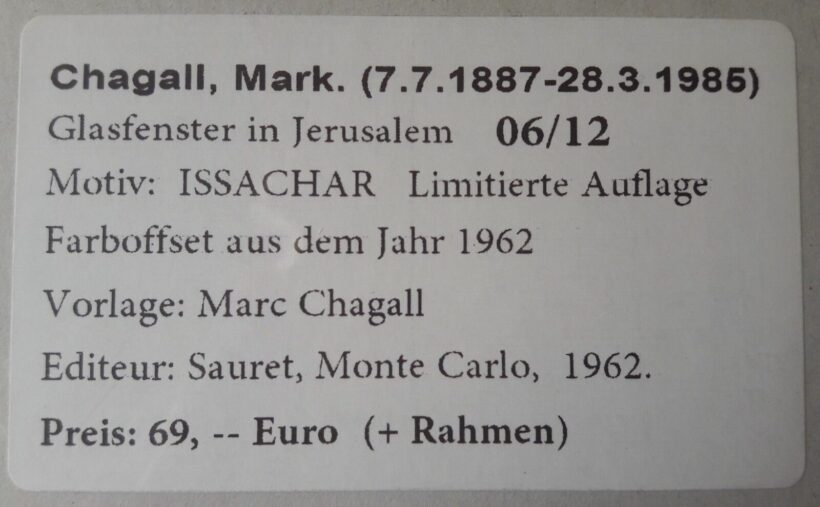 Chagall, Mark. (7.7.1887-28.3.1985)
Glasfenster in Jerusalem 06/12
Motiv: ISSACHAR Limitierte Auflage
Farboffset aus dem Jahr 1962
Vorlage: Marc Chagall
Editeur: Sauret, Monte Carlo, 1962.
Preis: 69, -- Euro (+ Rahmen)